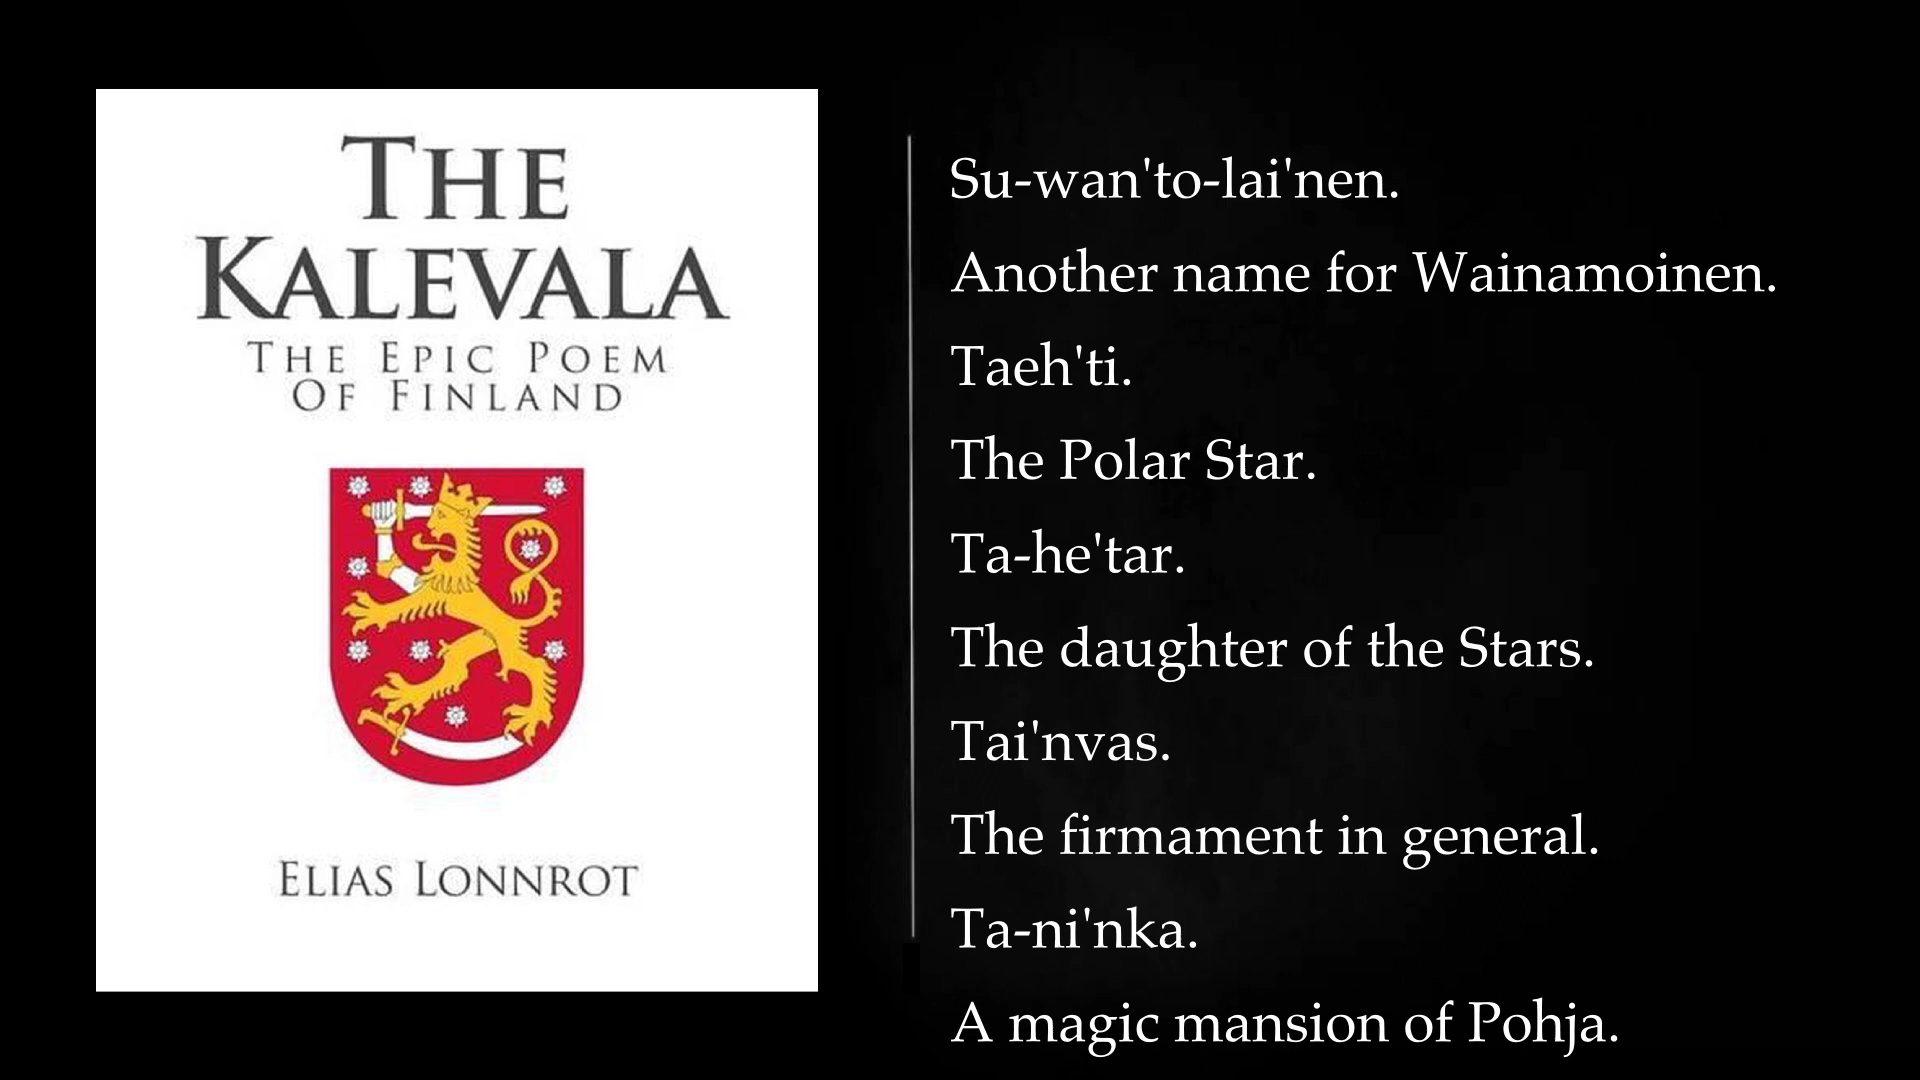 THE
KALEVALA
THE EPIC POEM
OF FINLAND
ELIAS LONNROT
Su-wan'to-lai'nen.
Another name for Wainamoinen.
Taeh'ti.
The Polar Star.
Ta-he'tar.
The daughter of the Stars.
Tai'nvas.
The firmament in general.
Ta-ni'nka.
A magic mansion of Pohja.